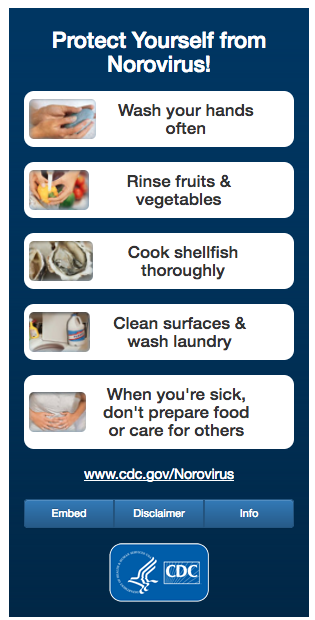 Protect Yourself from
Norovirus!
Wash your hands
often
Rinse fruits &
vegetables
Cook shellfish
thoroughly
Clean surfaces &
wash laundry
When you're sick,
don't prepare food
or care for others
www.cdc.gov/Norovirus
Embed
Disclaimer
Info
CDC